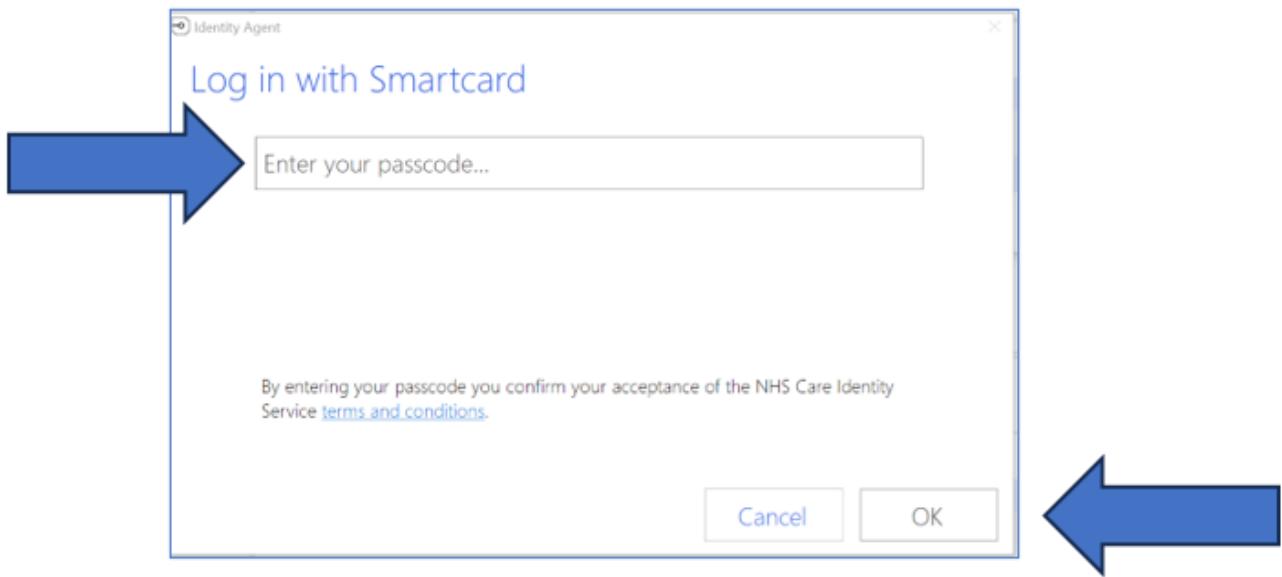 Identity Agent
Log in with Smartcard
Enter your passcode...
By entering your passcode you confirm your acceptance of the NHS Care Identity
Service terms and conditions.
Cancel
OK